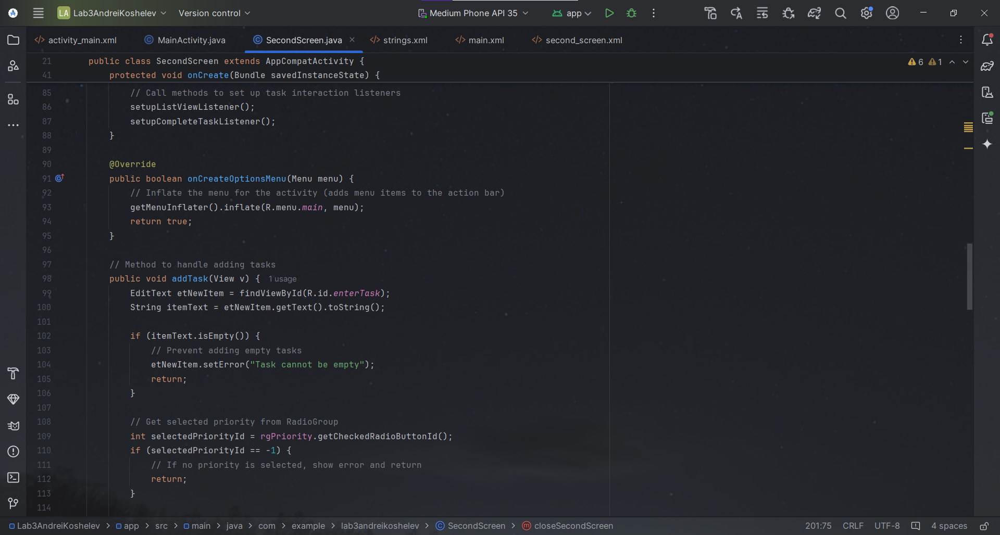 LA Lab3AndreiKoshelev Version control Medium Phone API 35 app
activity_main.xml MainActivity.java SecondScreen.java strings.xml main.xml second_screen.xml
21 public class SecondScreen extends AppCompatActivity { 6 1
41 protected void onCreate(Bundle savedInstanceState) {
85 // Call methods to set up task interaction listeners
86 setupListViewListener();
87 setupCompleteTaskListener();
88 }
89
90 @Override
91 public boolean onCreateOptionsMenu(Menu menu) {
92 // Inflate the menu for the activity (adds menu items to the action bar)
93 getMenuInflater().inflate(R.menu.main, menu);
94 return true;
95 }
96
97 // Method to handle adding tasks
98 public void addTask(View v) { 1 usage
99 EditText etNewItem = findViewById(R.id.enterTask);
100 String itemText = etNewItem.getText().toString();
101
102 if (itemText.isEmpty()) {
103 // Prevent adding empty tasks
104 etNewItem.setError("Task cannot be empty");
105 return;
106 }
107
108 // Get selected priority from RadioGroup
109 int selectedPriorityId = rgPriority.getCheckedRadioButtonId();
110 if (selectedPriorityId == -1) {
111 // If no priority is selected, show error and return
112 return;
113 }
114
Lab3AndreiKoshelev > app > src > main > java > com > example > lab3andreikoshelev > SecondScreen > closeSecondScreen 201:75 CRLF UTF-8 4 spaces